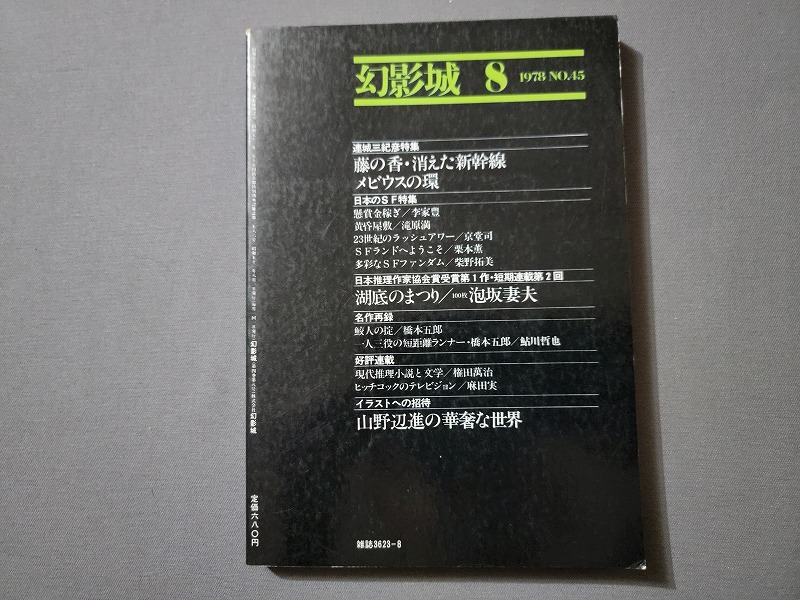 幻影城 8 1978 NO.45
連城三紀彦特集
藤の香・消えた新幹線
メビウスの環
日本のSF特集
懸賞金稼ぎ／李家豊
黄昏屋敷／滝原満
23世紀のラッシュアワー／京堂司
SFランドへようこそ／栗本薫
多彩なSFファンダム／柴野拓美
日本推理作家協会賞受賞第1作・短期連載第2回
湖底のまつり／100枚 泡坂妻夫
名作再録
鮫人の掟／橋本五郎
一人三役の短距離ランナー・橋本五郎／鮎川哲也
好評連載
現代推理小説と文学／権田萬治
ヒッチコックのテレビジョン／麻田実
イラストへの招待
山野辺進の華奢な世界
雑誌3623-8
幻影城
幻影城
定価六八〇円